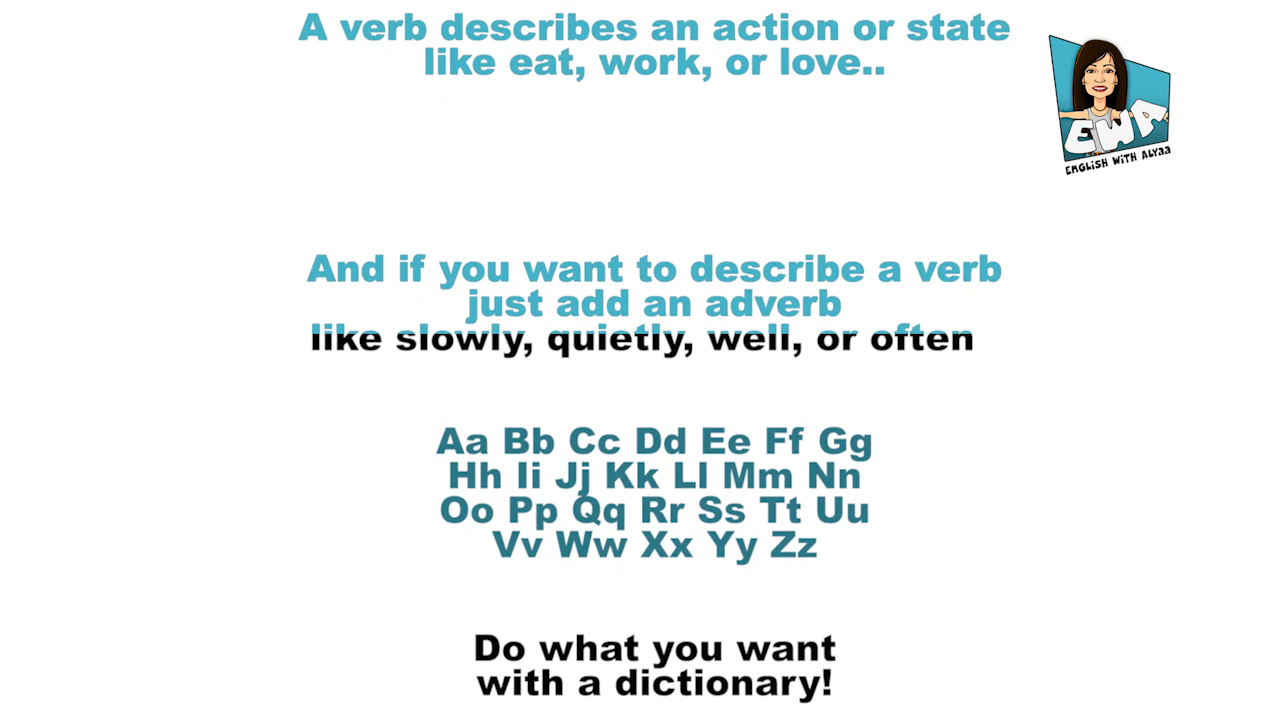 A verb describes an action or state
like eat, work, or love..
EWA
ENGLiSH WiTH ALYaa
And if you want to describe a verb
just add an adverb
like slowly, quietly, well, or often
Aa Bb Cc Dd Ee Ff Gg
Hh Ii Jj Kk Ll Mm Nn
Oo Pp Qq Rr Ss Tt Uu
Vv Ww Xx Yy Zz
Do what you want
with a dictionary!